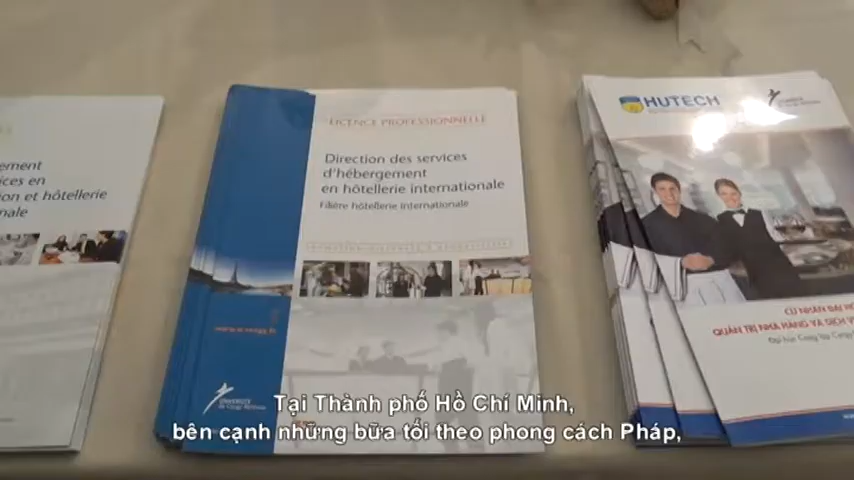 ement
ices en
ion et hôtellerie
nale
LICENCE PROFESSIONNELLE
Direction des services
d'hébergement
en hôtellerie internationale
Filière hôtellerie internationale
UNIVERSITÉ
HUTECH
CỬ NHÂN ĐẠI H
QUẢN TRỊ NHÀ HÀNG VÀ DỊCH V
Tại Thành phố Hồ Chí Minh,
bên cạnh những bữa tối theo phong cách Pháp,